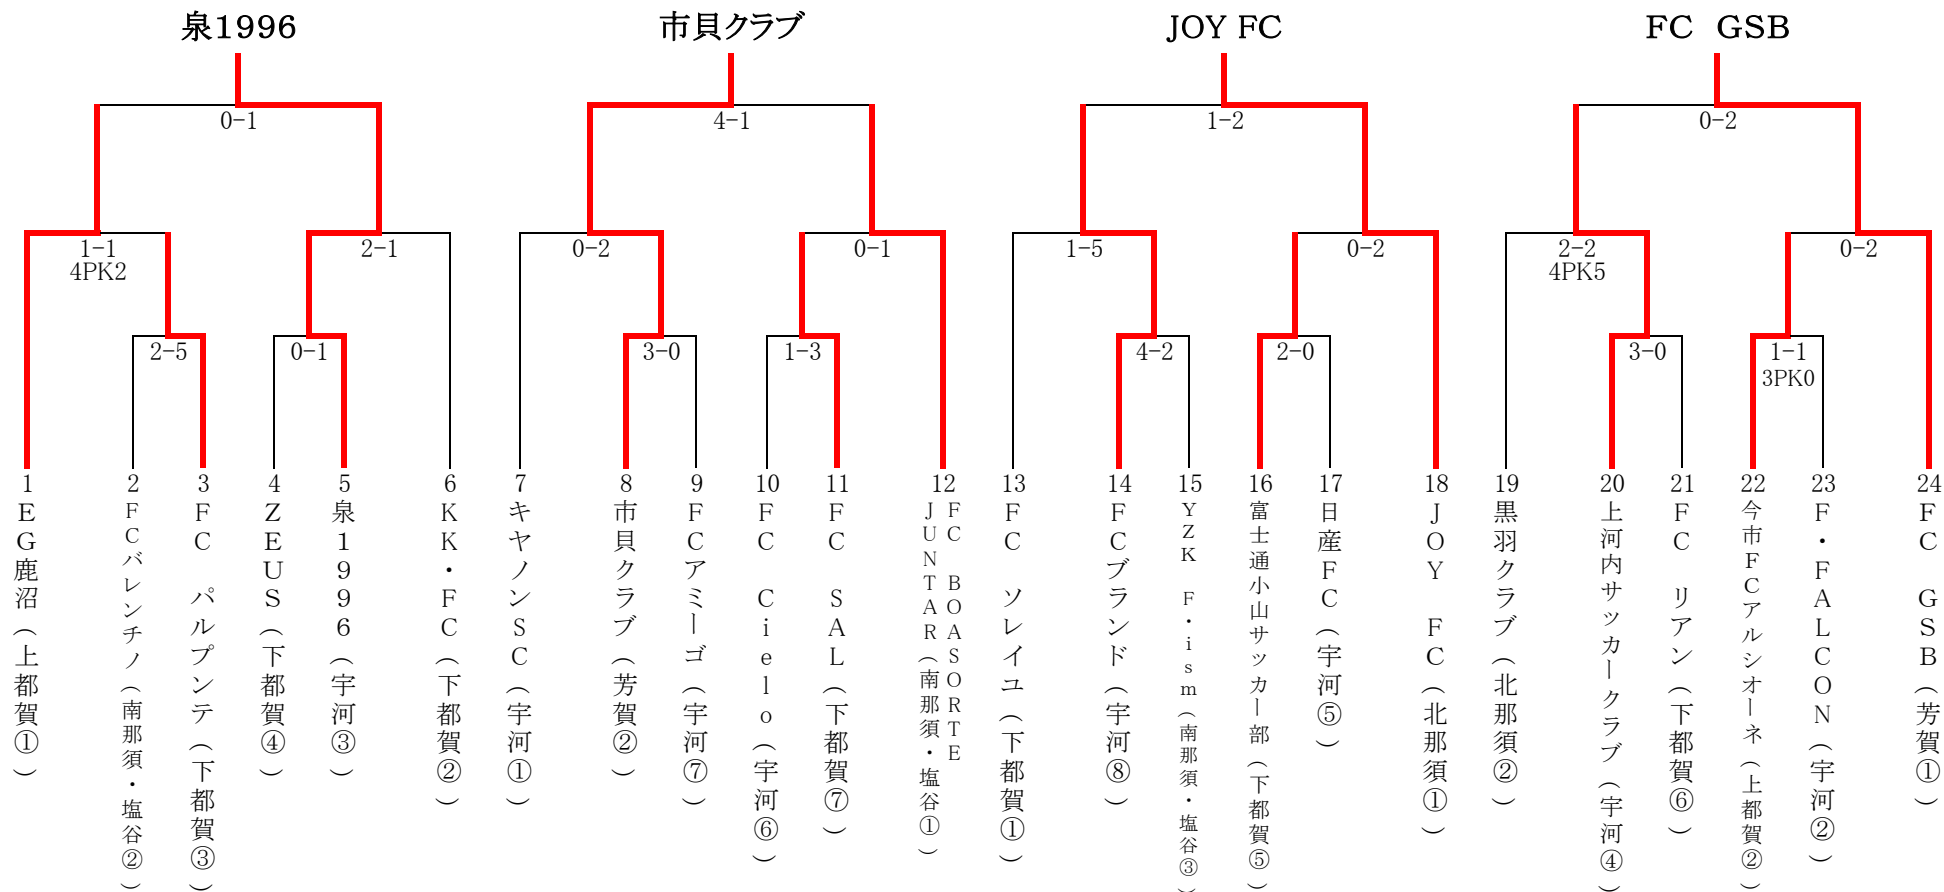 泉1996
市貝クラブ
JOY FC
FC　GSB
0-1
4-1
1-2
0-2
1-1
4PK2
2-1
0-2
0-1
1-5
0-2
2-2
4PK5
0-2
2-5
0-1
3-0
1-3
4-2
2-0
3-0
1-1
3PK0
1
EG鹿沼（上都賀①）
2
FCバレンチノ（南那須・塩谷②）
3
FC　パルプンテ（下都賀③）
4
ZEUS（下都賀④）
5
泉1996（宇河③）
6
KK・FC（下都賀②）
7
キヤノンSC（宇河①）
8
市貝クラブ（芳賀②）
9
FCアミーゴ（宇河⑦）
10
FC　Cielo（宇河⑥）
11
FC　SAL（下都賀⑦）
12
FC　BOASORTE
JUNTAR（南那須・塩谷①）
13
FC　ソレイユ（下都賀①）
14
FCブランド（宇河⑧）
15
YZK　F・ism（南那須・塩谷③）
16
富士通小山サッカー部（下都賀⑤）
17
日産FC（宇河⑤）
18
JOY　FC（北那須①）
19
黒羽クラブ（北那須②）
20
上河内サッカークラブ（宇河④）
21
FC　リアン（下都賀⑥）
22
今市FCアルシオーネ（上都賀②）
23
F・FALCON（宇河②）
24
FC　GSB（芳賀①）